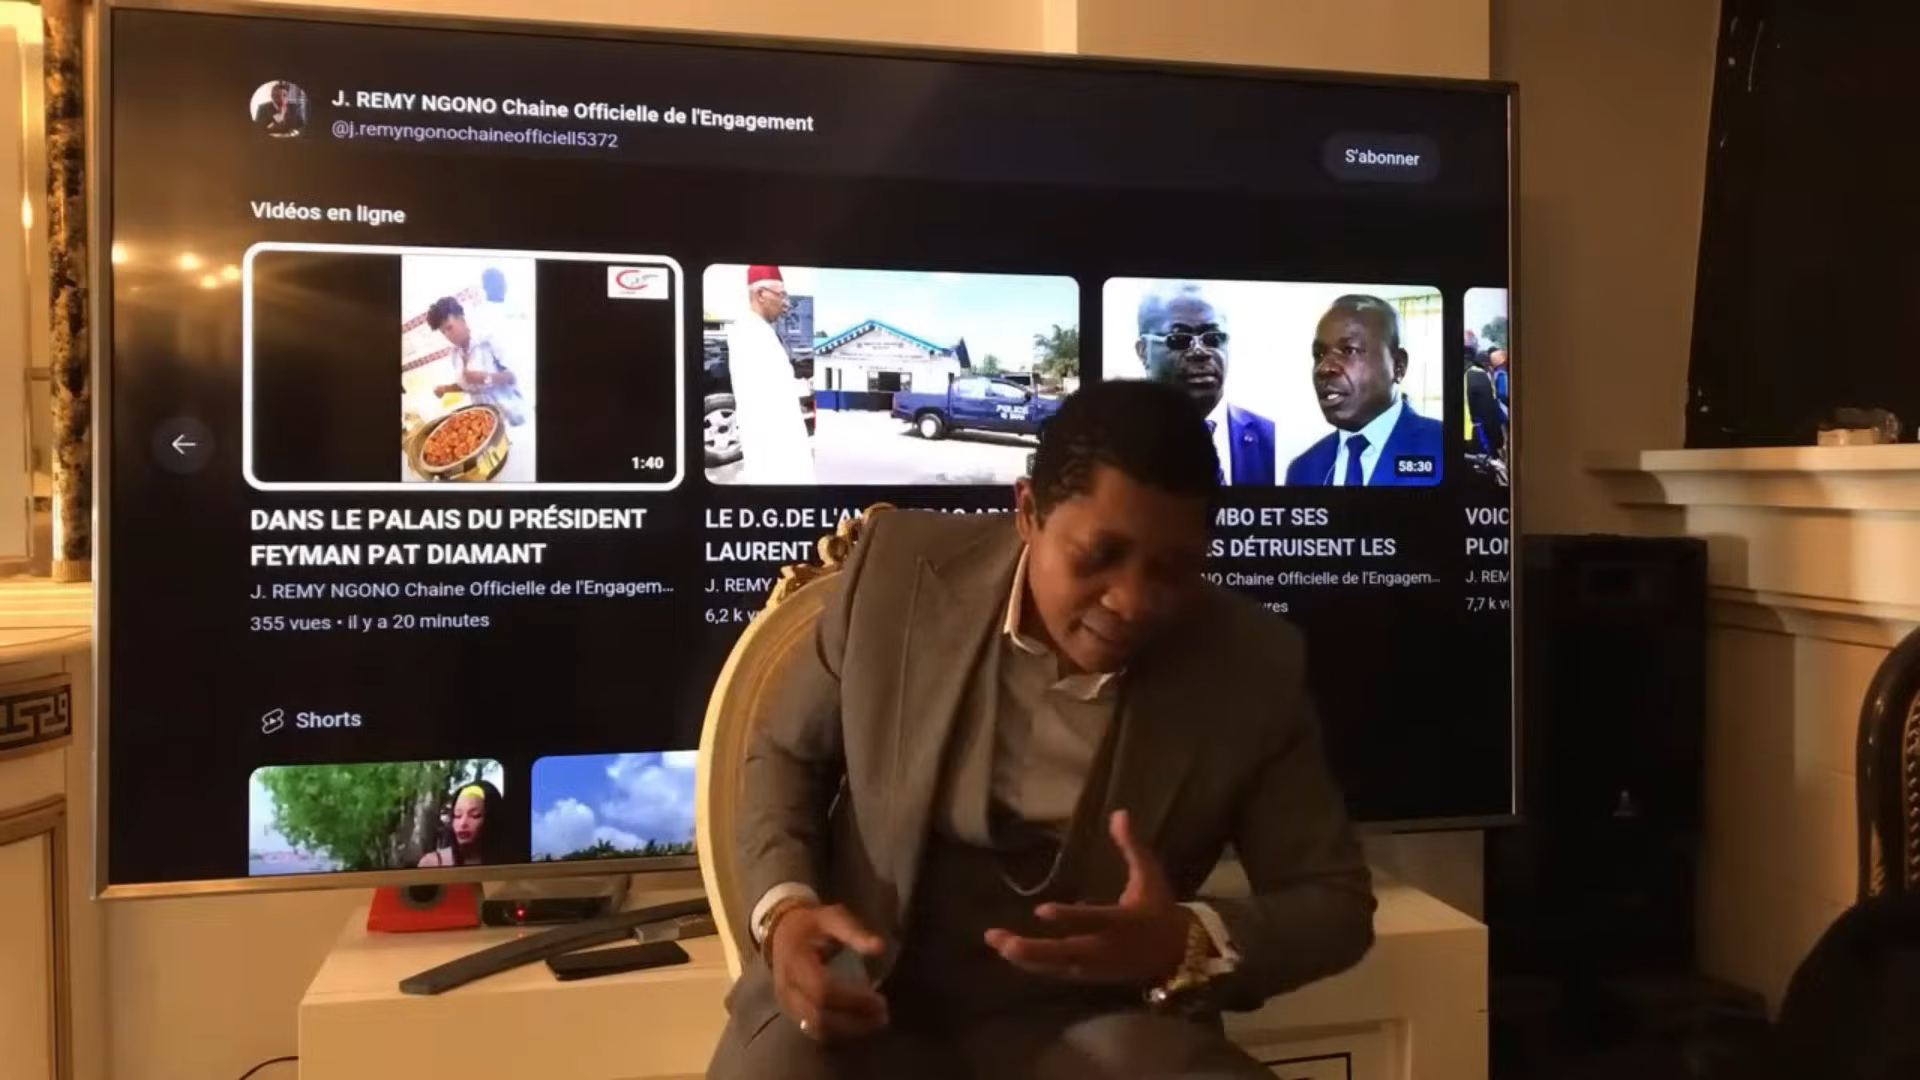 J. REMY NGONO Chaine Officielle de l'Engagement
@j.remyngonochaineofficiell5372
S'abonner
Vidéos en ligne
1:40
POLICE
58:30
DANS LE PALAIS DU PRÉSIDENT
FEYMAN PAT DIAMANT
J. REMY NGONO Chaine Officielle de l'Engagem...
355 vues • il y a 20 minutes
LE D.G.DE
LAURENT
J. REMY
6,2 k
ET SES
DÉTRUISENT LES
Chaine Officielle de l'Engagem...
VOIC
PLO
J. REM
7,7 k
Shorts